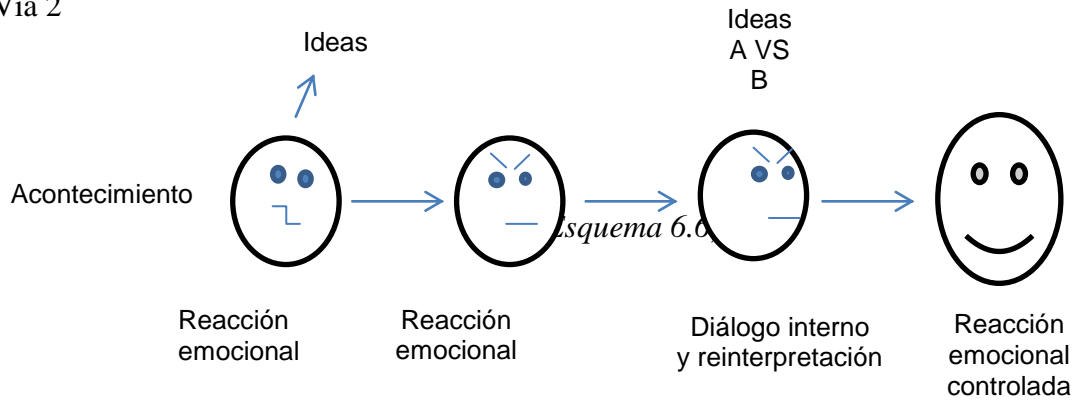 Vía 2
Ideas
Ideas
A VS
B
Acontecimiento
Esquema 6.6
Reacción
emocional
Reacción
emocional
Diálogo interno
y reinterpretación
Reacción
emocional
controlada